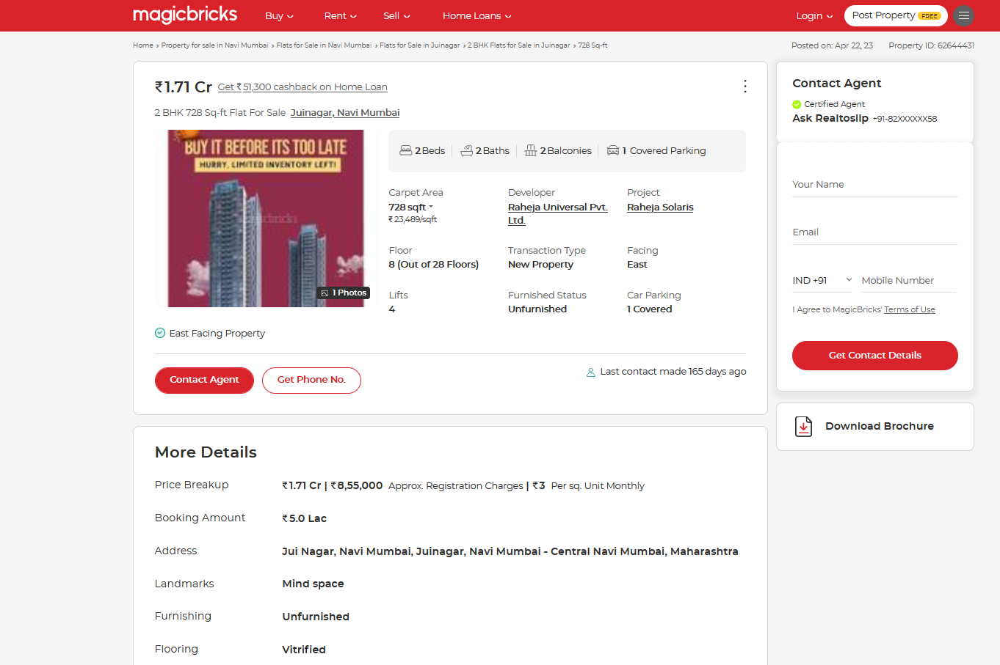 magicbricks
Buy
Rent
Sell
Home Loans
Login
Post Property FREE
Home › Property for sale in Navi Mumbai › Flats for Sale in Navi Mumbai › Flats for Sale in Juinagar › 2 BHK Flats for Sale in Juinagar › 728 Sq-ft
Posted on: Apr 22, 23
Property ID: 62644431
₹1.71 Cr Get ₹51,300 cashback on Home Loan
2 BHK 728 Sq-ft Flat For Sale Juinagar, Navi Mumbai
BUY IT BEFORE ITS TOO LATE
HURRY, LIMITED INVENTORY LEFT!
magicbricks
1 Photos
2 Beds
2 Baths
2 Balconies
1 Covered Parking
Carpet Area
728 sqft
₹23,489/sqft
Developer
Raheja Universal Pvt.
Ltd.
Project
Raheja Solaris
Floor
8 (Out of 28 Floors)
Transaction Type
New Property
Facing
East
Lifts
4
Furnished Status
Unfurnished
Car Parking
1 Covered
East Facing Property
Contact Agent
Get Phone No.
Last contact made 165 days ago
More Details
Price Breakup
₹1.71 Cr | ₹8,55,000 Approx. Registration Charges | ₹3 Per sq. Unit Monthly
Booking Amount
₹5.0 Lac
Address
Jui Nagar, Navi Mumbai, Juinagar, Navi Mumbai - Central Navi Mumbai, Maharashtra
Landmarks
Mind space
Furnishing
Unfurnished
Flooring
Vitrified
Contact Agent
Certified Agent
Ask Realtosllp +91-82XXXXXX58
Your Name
Email
IND +91
Mobile Number
I Agree to MagicBricks' Terms of Use
Get Contact Details
Download Brochure